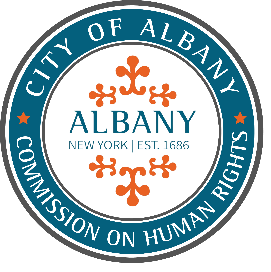 CITY OF ALBANY
ALBANY
NEW YORK | EST. 1686
COMMISSION ON HUMAN RIGHTS